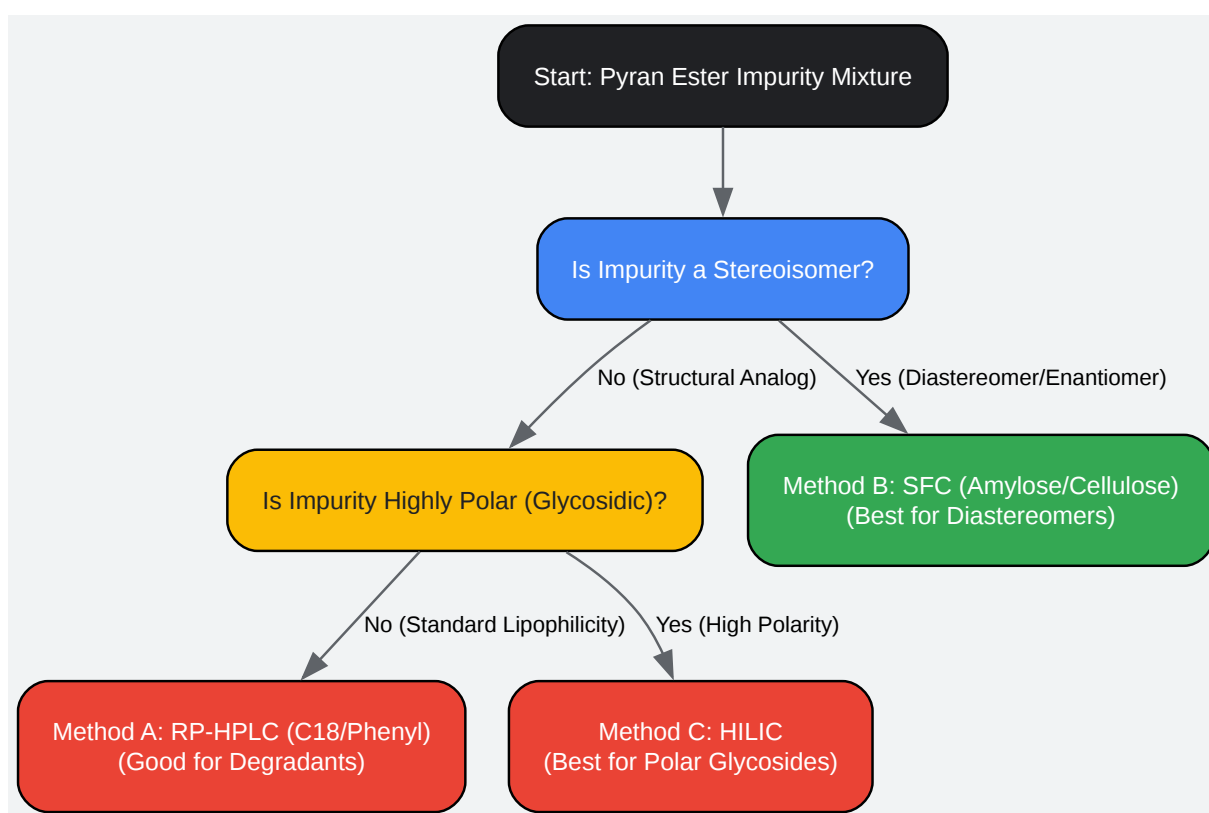 Start: Pyran Ester Impurity Mixture
Is Impurity a Stereoisomer?
No (Structural Analog)
Yes (Diastereomer/Enantiomer)
Is Impurity Highly Polar (Glycosidic)?
Method B: SFC (Amylose/Cellulose)
(Best for Diastereomers)
No (Standard Lipophilicity)
Yes (High Polarity)
Method A: RP-HPLC (C18/Phenyl)
(Good for Degradants)
Method C: HILIC
(Best for Polar Glycosides)